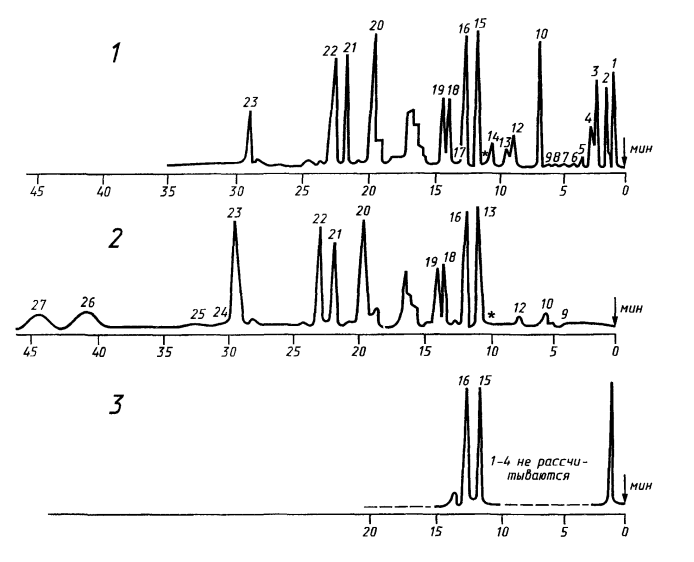 1
23 22 21 20 19 18 17 16 15 * 14 13 12 10 9 8 7 6 5 4 3 2 1
мин
45 40 35 30 25 20 15 10 5 0
2
27 26 25 24 23 22 21 20 19 18 16 13 * 12 10 9
мин
45 40 35 30 25 20 15 10 5 0
3
16 15
1-4 не рассчи-
тываются
мин
20 15 10 5 0